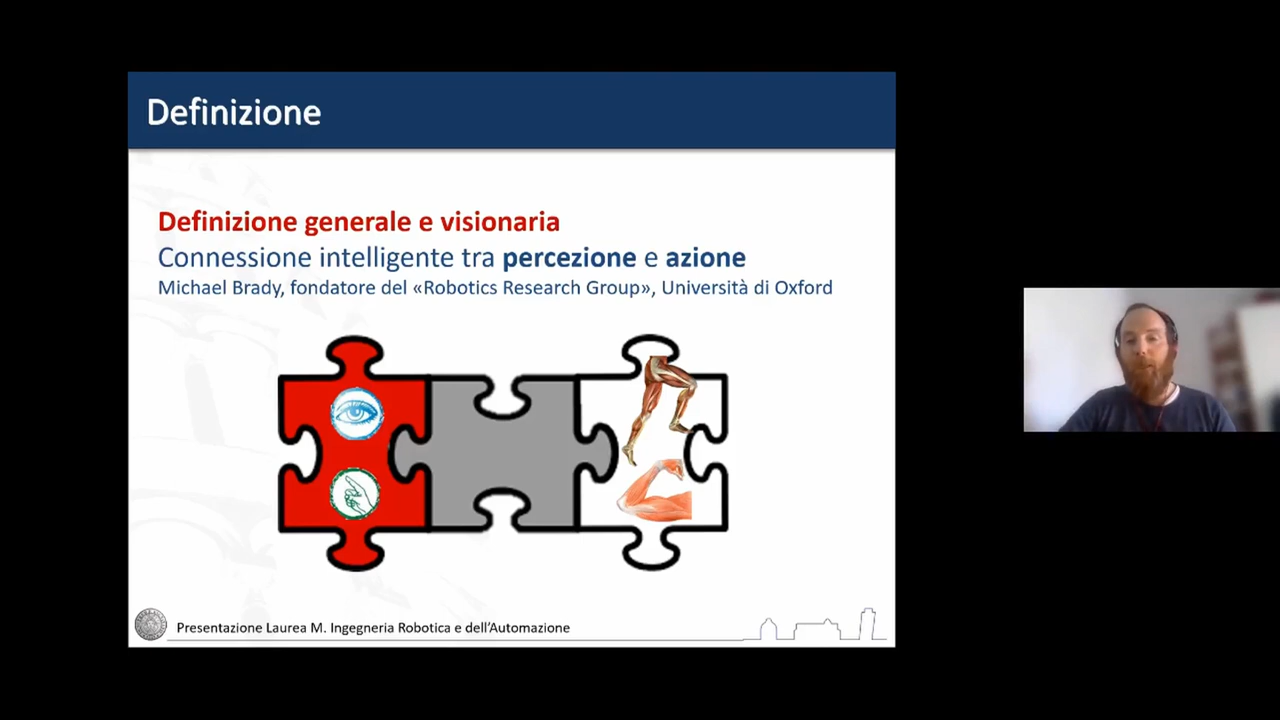 Definizione
Definizione generale e visionaria
Connessione intelligente tra percezione e azione
Michael Brady, fondatore del «Robotics Research Group», Università di Oxford
Presentazione Laurea M. Ingegneria Robotica e dell'Automazione